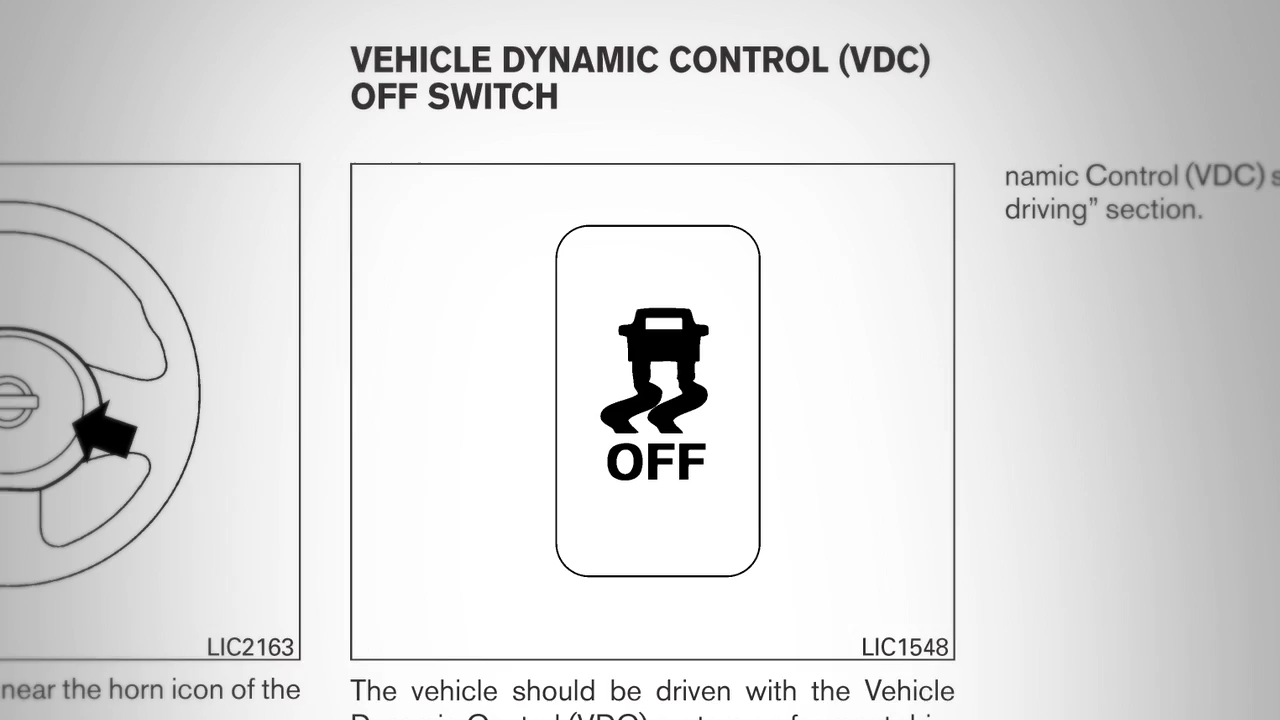 VEHICLE DYNAMIC CONTROL (VDC)
OFF SWITCH
OFF
LIC2163
near the horn icon of the
LIC1548
The vehicle should be driven with the Vehicle
namic Control (VDC)
driving” section.